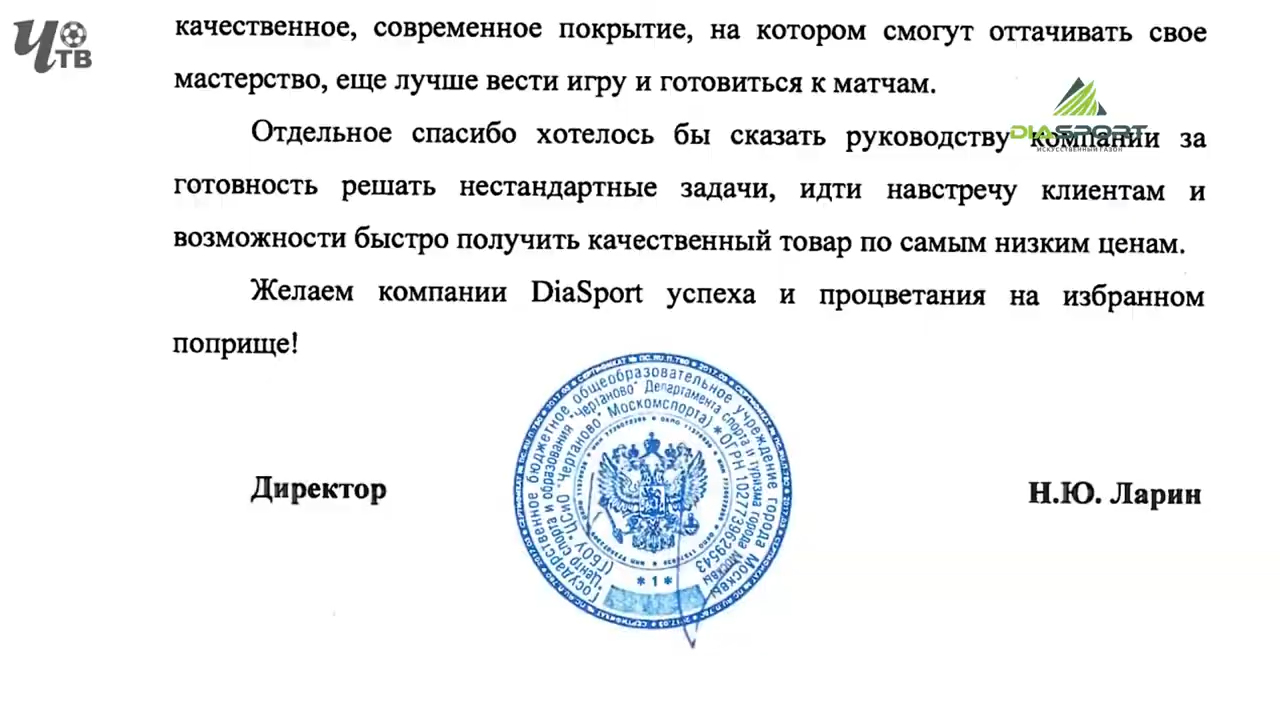 Ч ТВ
качественное, современное покрытие, на котором смогут оттачивать свое
мастерство, еще лучше вести игру и готовиться к матчам.
DIASPORT
ИСКУССТВЕННЫЙ ГАЗОН
Отдельное спасибо хотелось бы сказать руководству компании за
готовность решать нестандартные задачи, идти навстречу клиентам и
возможности быстро получить качественный товар по самым низким ценам.
Желаем компании DiaSport успеха и процветания на избранном
поприще!
Государственное бюджетное общеобразовательное учреждение города Москвы
"Центр спорта и образования "Чертаново" Департамента спорта и туризма города Москвы
(ГБОУ "ЦСиО "Чертаново" Москомспорта) * ОГРН 1027739629543
* 1 *
Директор
Н.Ю. Ларин